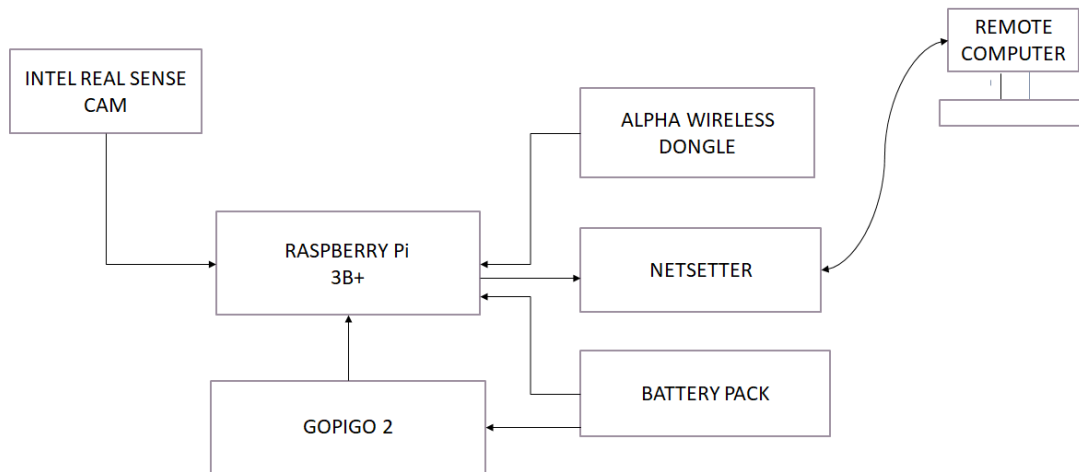 INTEL REAL SENSE
CAM
REMOTE
COMPUTER
ALPHA WIRELESS
DONGLE
RASPBERRY Pi
3B+
NETSETTER
GOPIGO 2
BATTERY PACK